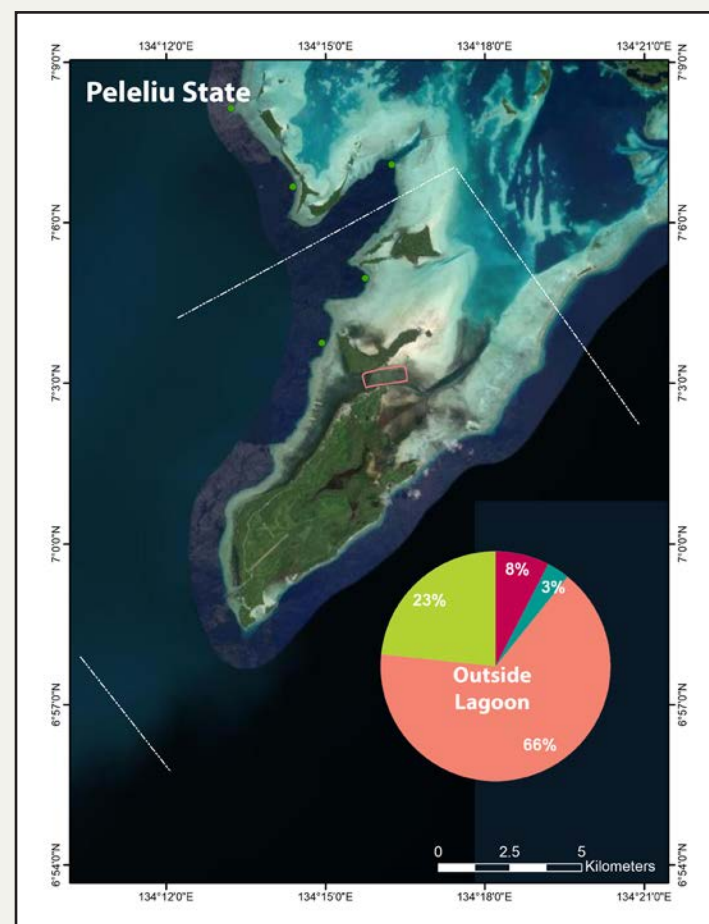 134°12'0"E 134°15'0"E 134°18'0"E 134°21'0"E
Peleliu State
7°9'0"N 7°9'0"N
7°6'0"N 7°6'0"N
7°3'0"N 7°3'0"N
7°0'0"N 7°0'0"N
8%
3%
23%
Outside
Lagoon
6°57'0"N 6°57'0"N
66%
0 2.5 5
Kilometers
6°54'0"N 6°54'0"N
134°12'0"E 134°15'0"E 134°18'0"E 134°21'0"E